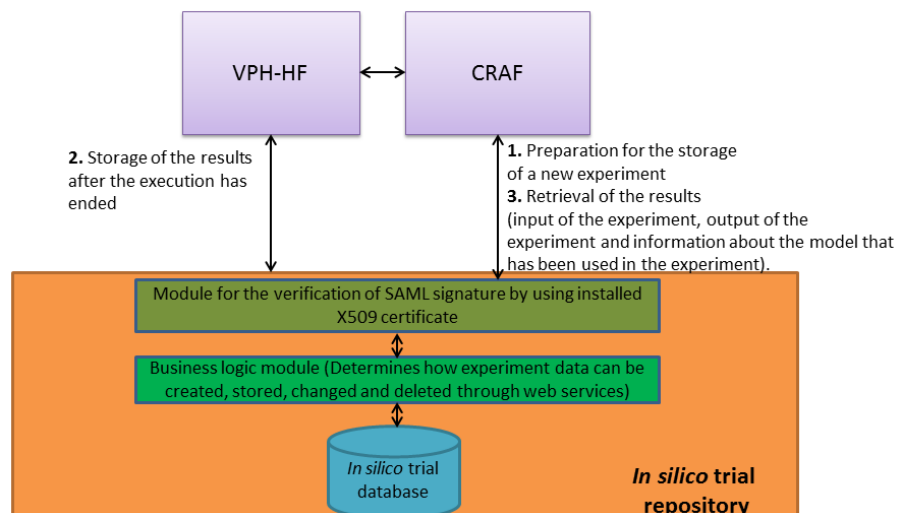 VPH-HF
CRAF
2. Storage of the results
after the execution has
ended
1. Preparation for the storage
of a new experiment
3. Retrieval of the results
(input of the experiment, output of the
experiment and information about the model that
has been used in the experiment).
Module for the verification of SAML signature by using installed
X509 certificate
Business logic module (Determines how experiment data can be
created, stored, changed and deleted through web services)
In silico trial
database
In silico trial
repository